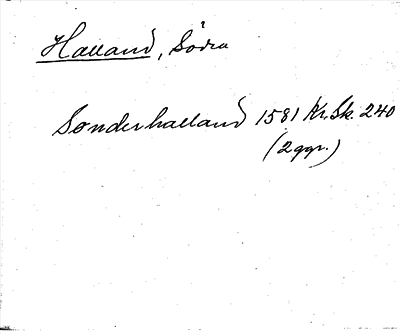 Halland, Södra
Sønderhalland 1581 Kr. Sk. 240
(2 ggr.)